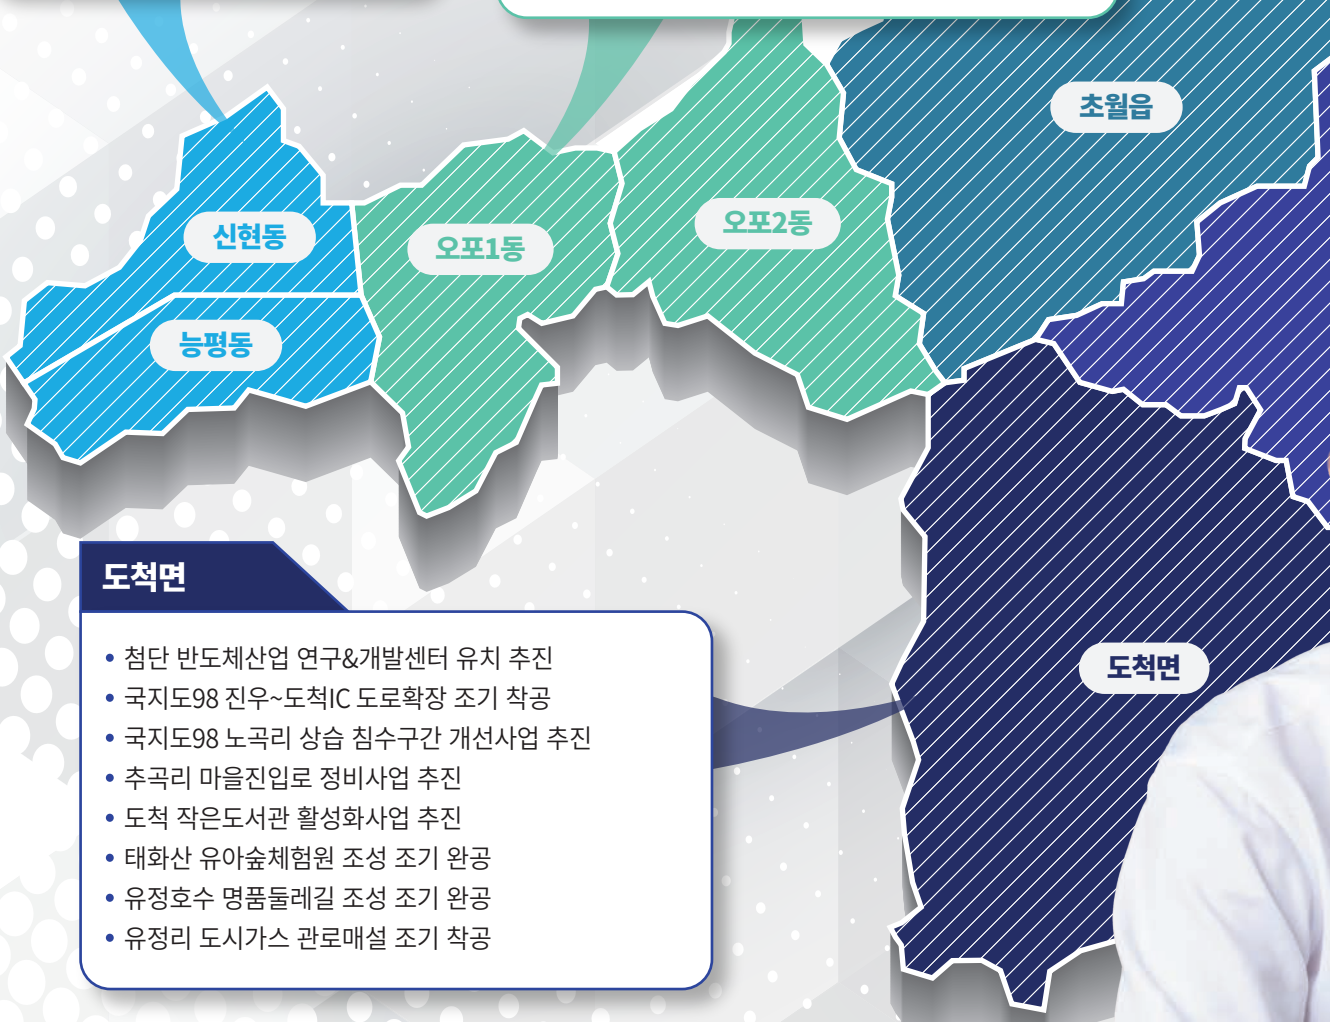 초월읍
신현동
오포1동
오포2동
능평동
도척면
도척면
• 첨단 반도체산업 연구&개발센터 유치 추진
• 국지도98 진우~도척IC 도로확장 조기 착공
• 국지도98 노곡리 상습 침수구간 개선사업 추진
• 추곡리 마을진입로 정비사업 추진
• 도척 작은도서관 활성화사업 추진
• 태화산 유아숲체험원 조성 조기 완공
• 유정호수 명품둘레길 조성 조기 완공
• 유정리 도시가스 관로매설 조기 착공